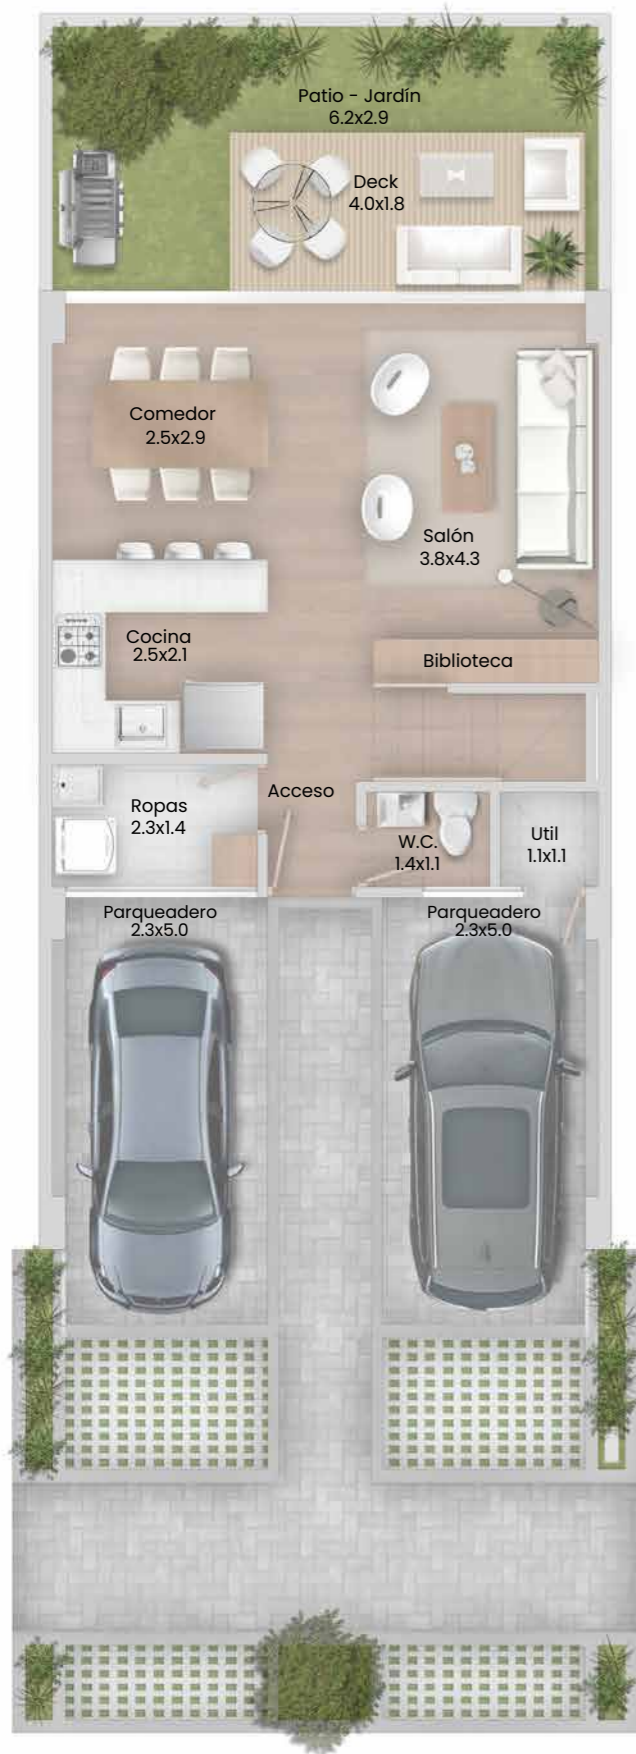 Patio - Jardín
6.2x2.9
Deck
4.0x1.8
Comedor
2.5x2.9
Salón
3.8x4.3
Cocina
2.5x2.1
Biblioteca
Acceso
Ropas
2.3x1.4
W.C.
1.4x1.1
Util
1.1x1.1
Parqueadero
2.3x5.0
Parqueadero
2.3x5.0